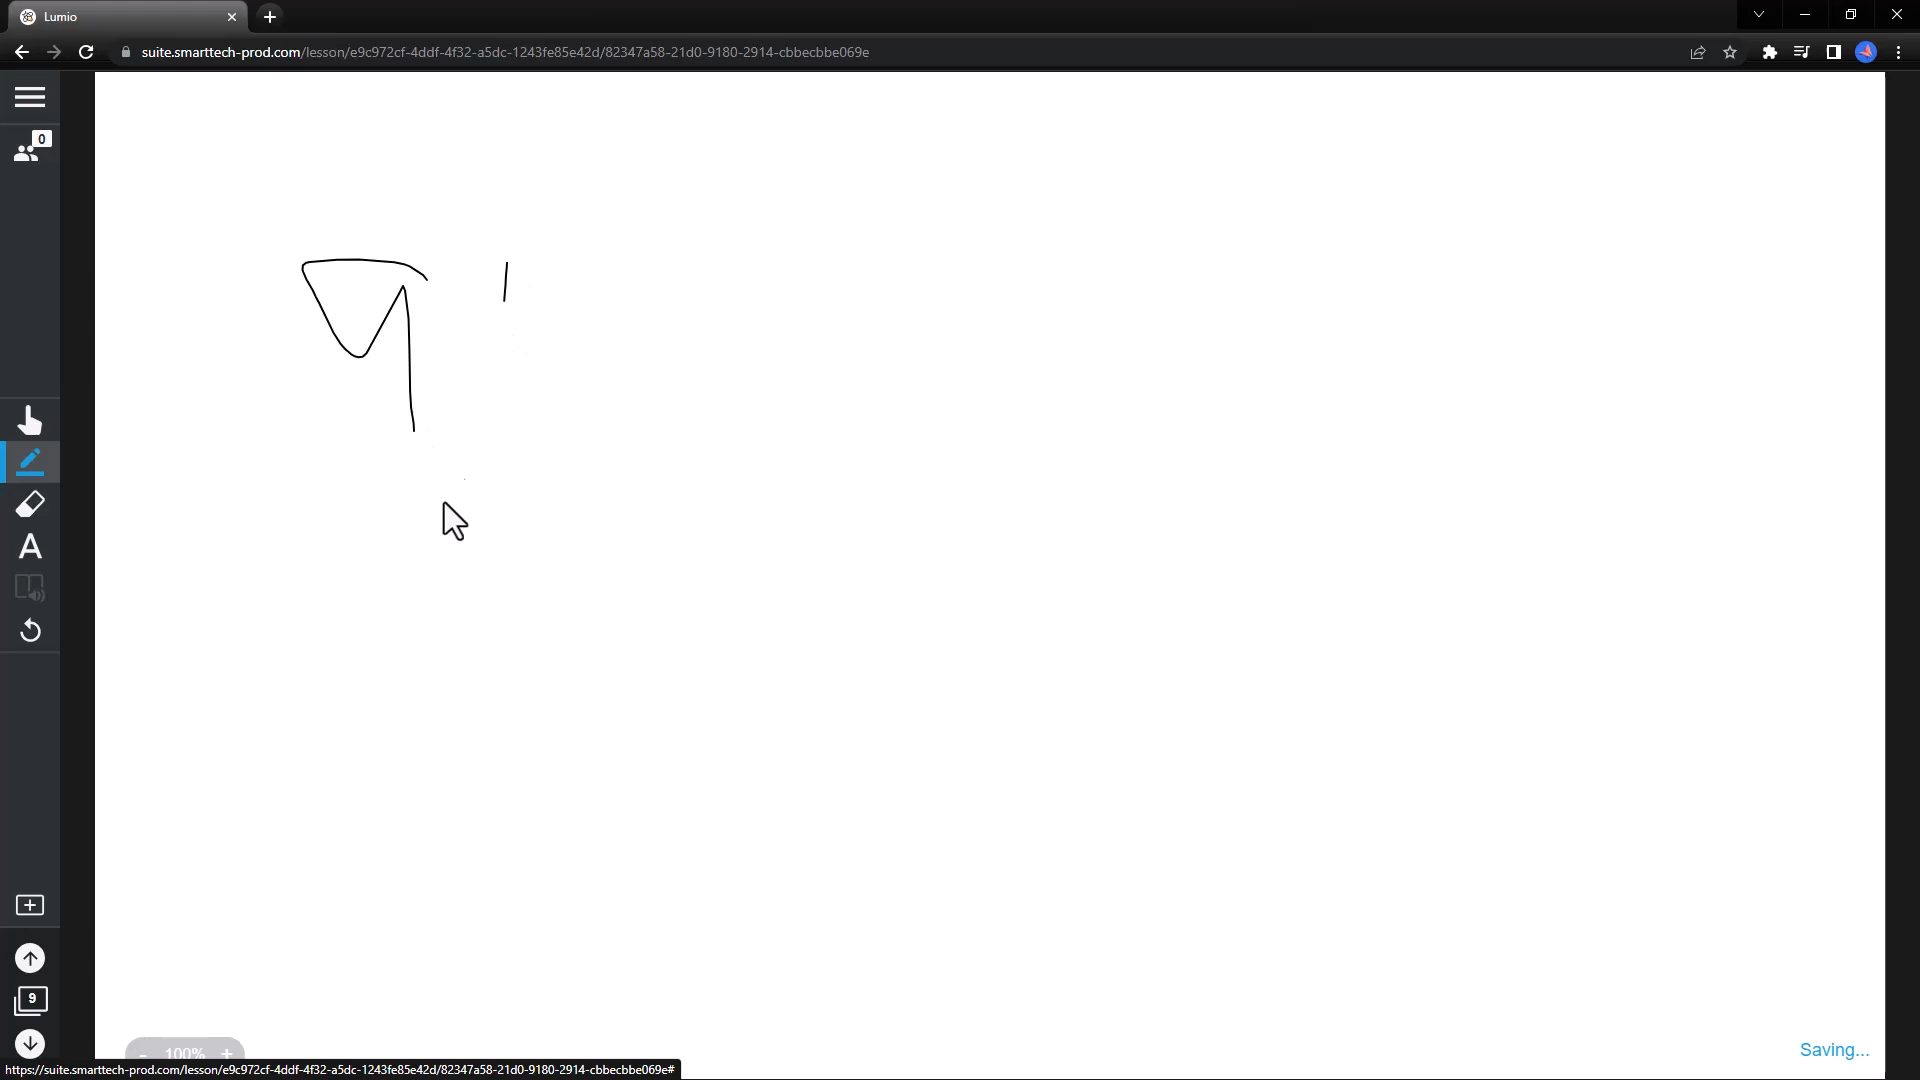 Lumio
suite.smarttech-prod.com/lesson/e9c972cf-4ddf-4f32-a5dc-1243fe85e42d/82347a58-21d0-9180-2914-cbbecbbe069e
0
A
9
- 100% +
Saving...
https://suite.smarttech-prod.com/lesson/e9c972cf-4ddf-4f32-a5dc-1243fe85e42d/82347a58-21d0-9180-2914-cbbecbbe069e#